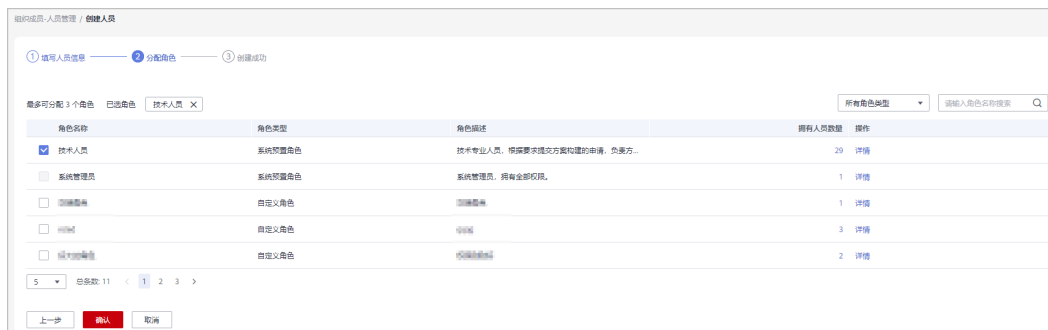 组织成员-人员管理 / 创建人员
1 填写人员信息 2 分配角色 3 创建成功
最多可分配 3 个角色 已选角色 技术人员 X 所有角色类型 请输入角色名称搜索
角色名称 角色类型 角色描述 拥有人员数量 操作
技术人员 系统预置角色 技术专业人员，根据要求提交方案构建的申请，负责方... 29 详情
系统管理员 系统预置角色 系统管理员，拥有全部权限。 1 详情
自定义角色 1 详情
自定义角色 3 详情
自定义角色 2 详情
5 总条数: 11 < 1 2 3 >
上一步 确认 取消